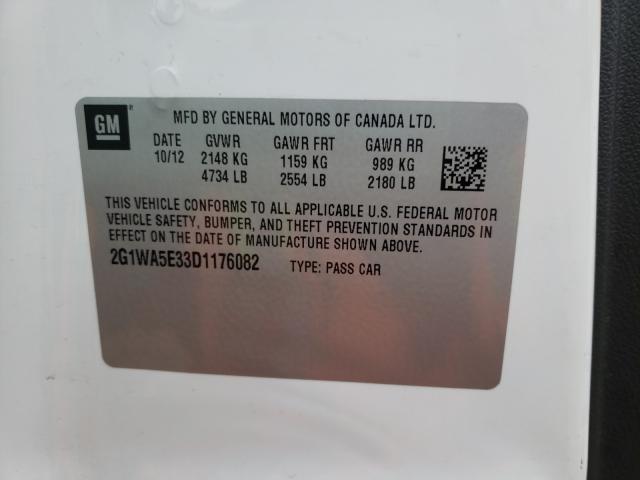 GM
MFD BY GENERAL MOTORS OF CANADA LTD.
DATE GVWR GAWR FRT GAWR RR
10/12 2148 KG 1159 KG 989 KG
4734 LB 2554 LB 2180 LB
THIS VEHICLE CONFORMS TO ALL APPLICABLE U.S. FEDERAL MOTOR
VEHICLE SAFETY, BUMPER, AND THEFT PREVENTION STANDARDS IN
EFFECT ON THE DATE OF MANUFACTURE SHOWN ABOVE.
2G1WA5E33D1176082 TYPE: PASS CAR